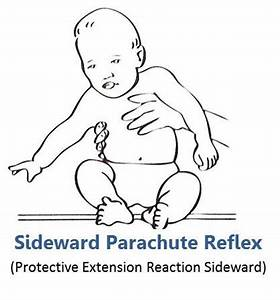 Sideward Parachute Reflex
(Protective Extension Reaction Sideward)